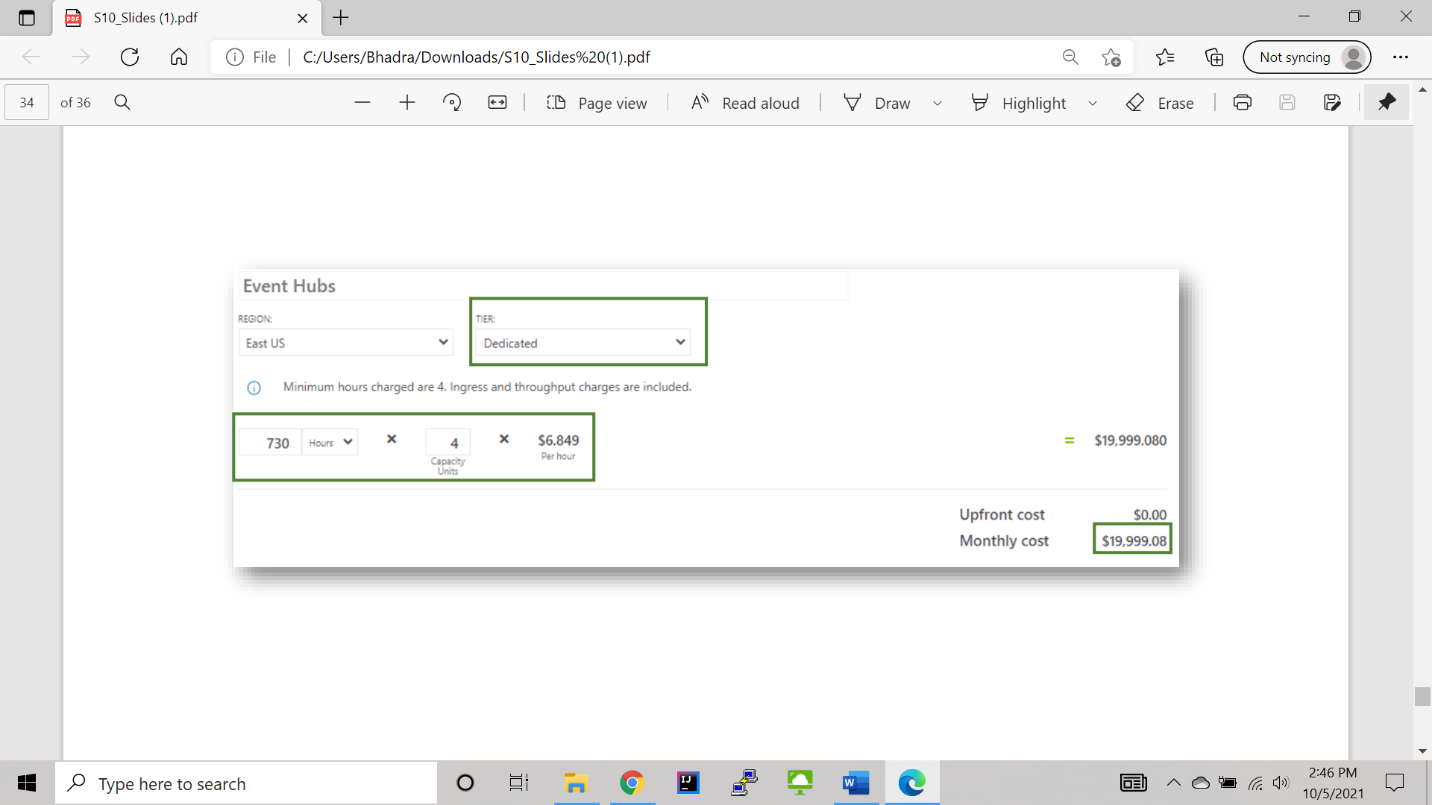 S10_Slides (1).pdf
File
C:/Users/Bhadra/Downloads/S10_Slides%20(1).pdf
Not syncing
34 of 36
Page view
Read aloud
Draw
Highlight
Erase
Event Hubs
REGION:
TIER:
East US
Dedicated
Minimum hours charged are 4. Ingress and throughput charges are included.
730 Hours × 4 × $6.849 = $19,999.080
Capacity Units
Per hour
Upfront cost $0.00
Monthly cost $19,999.08
Type here to search
2:46 PM
10/5/2021